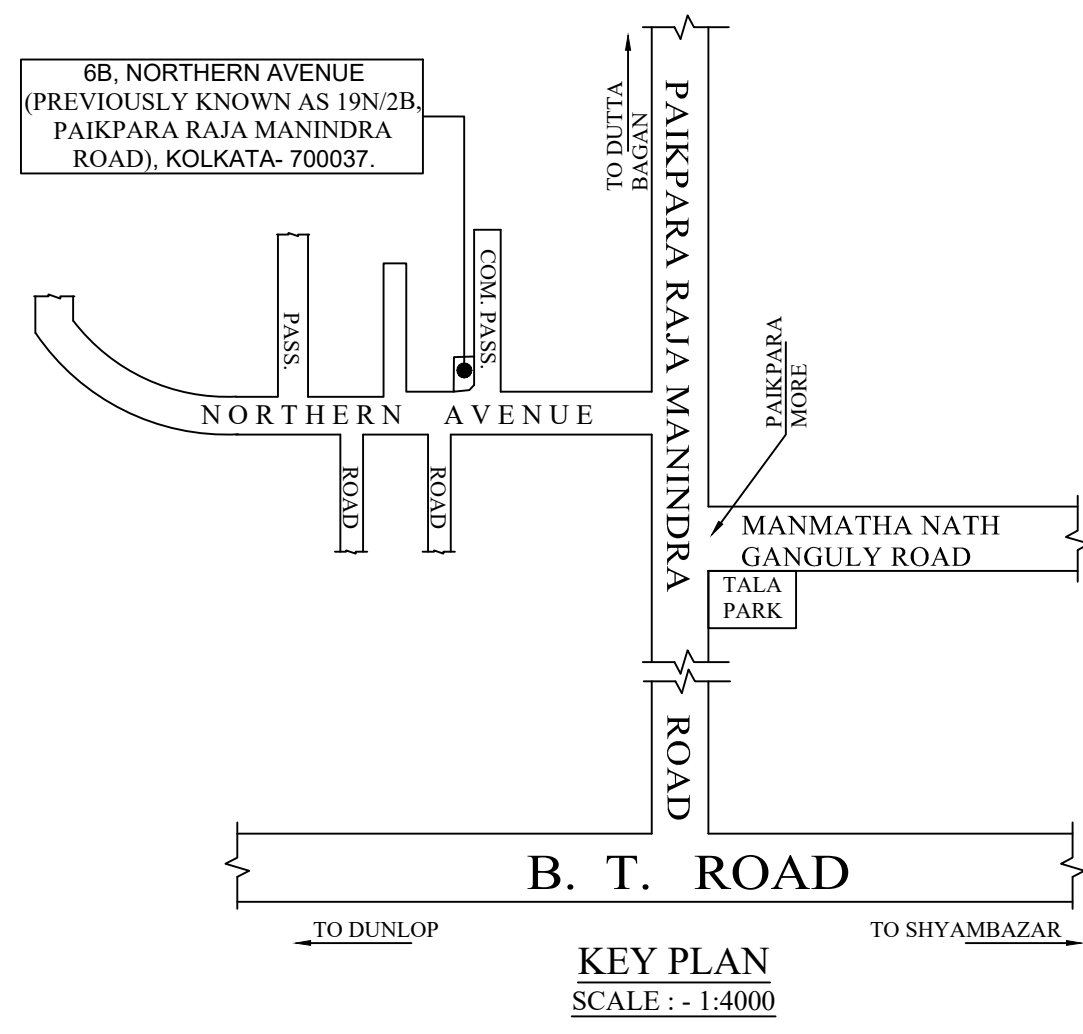 6B, NORTHERN AVENUE
(PREVIOUSLY KNOWN AS 19N/2B,
PAIKPARA RAJA MANINDRA
ROAD), KOLKATA- 700037.
TO DUTTA
BAGAN
PAIKPARA RAJA MANINDRA
ROAD
PASS.
COM. PASS.
NORTHERN AVENUE
ROAD
ROAD
PAIKPARA
MORE
MANMATHA NATH
GANGULY ROAD
TALA
PARK
B. T. ROAD
TO DUNLOP
TO SHYAMBAZAR
KEY PLAN
SCALE : - 1:4000